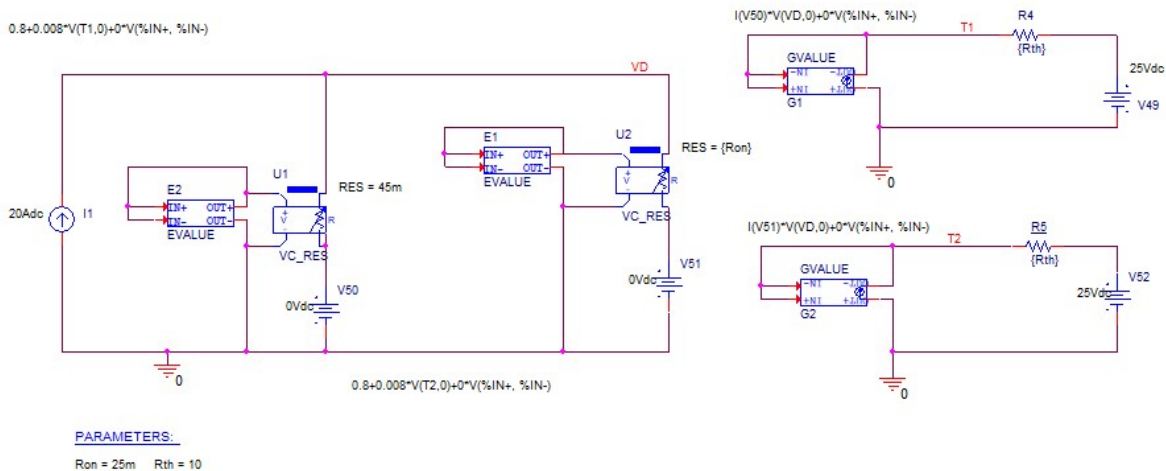 0.8+0.008*V(T1,0)+0*V(%IN+, %IN-)
I(V50)*V(VD,0)+0*V(%IN+, %IN-)
T1
R4
{Rth}
25Vdc
V49
GVALUE
-NI
-TUO
+NI
+TUO
G1
0
VD
E1
IN+
OUT+
IN-
OUT-
EVALUE
U2
+
V
-
R
VC_RES
RES = {Ron}
U1
RES = 45m
E2
IN+
OUT+
IN-
OUT-
EVALUE
+
V
-
R
VC_RES
20Adc
I1
0Vdc
V50
0Vdc
V51
I(V51)*V(VD,0)+0*V(%IN+, %IN-)
T2
R5
{Rth}
25Vdc
V52
GVALUE
-NI
-TUO
+NI
+TUO
G2
0
0
0.8+0.008*V(T2,0)+0*V(%IN+, %IN-)
PARAMETERS:
Ron = 25m Rth = 10